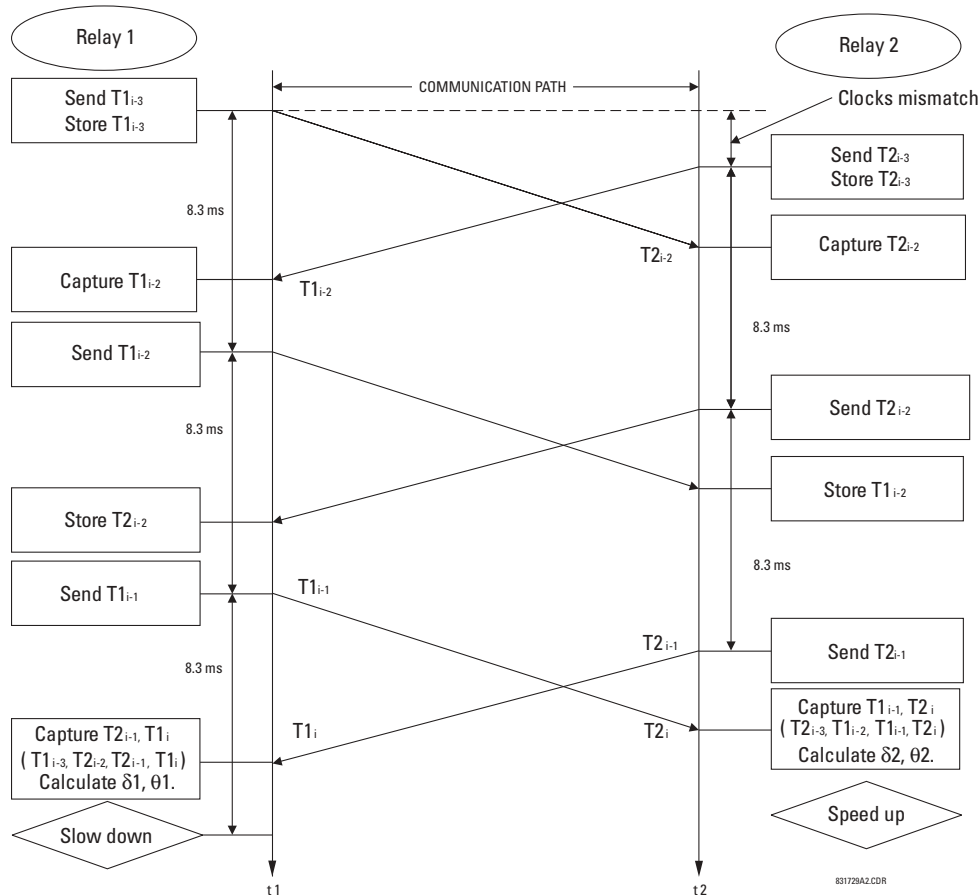 Relay 1
Relay 2
COMMUNICATION PATH
Clocks mismatch
Send T1i-3
Store T1i-3
Send T2i-3
Store T2i-3
8.3 ms
T2i-2
Capture T2i-2
Capture T1i-2
T1i-2
8.3 ms
Send T1i-2
8.3 ms
Send T2i-2
Store T1i-2
Store T2i-2
8.3 ms
Send T1i-1
T1i-1
T2i-1
Send T2i-1
8.3 ms
Capture T2i-1, T1i
( T1i-3, T2i-2, T2i-1, T1i)
Calculate δ1, θ1.
T1i
T2i
Capture T1i-1, T2i
( T2i-3, T1i-2, T1i-1, T2i)
Calculate δ2, θ2.
Slow down
Speed up
t1
t2
831729A2.CDR